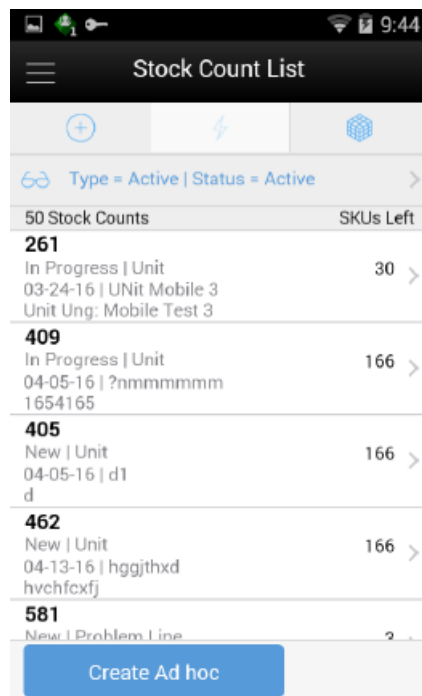 1 9:44
Stock Count List
Type = Active | Status = Active
50 Stock Counts SKUs Left
261
In Progress | Unit 30
03-24-16 | UNit Mobile 3
Unit Ung: Mobile Test 3
409
In Progress | Unit 166
04-05-16 | ?nmmmmmm
1654165
405
New | Unit 166
04-05-16 | d1
d
462
New | Unit 166
04-13-16 | hggjthxd
hvchfcxfj
581
New | Problem Line 3
Create Ad hoc